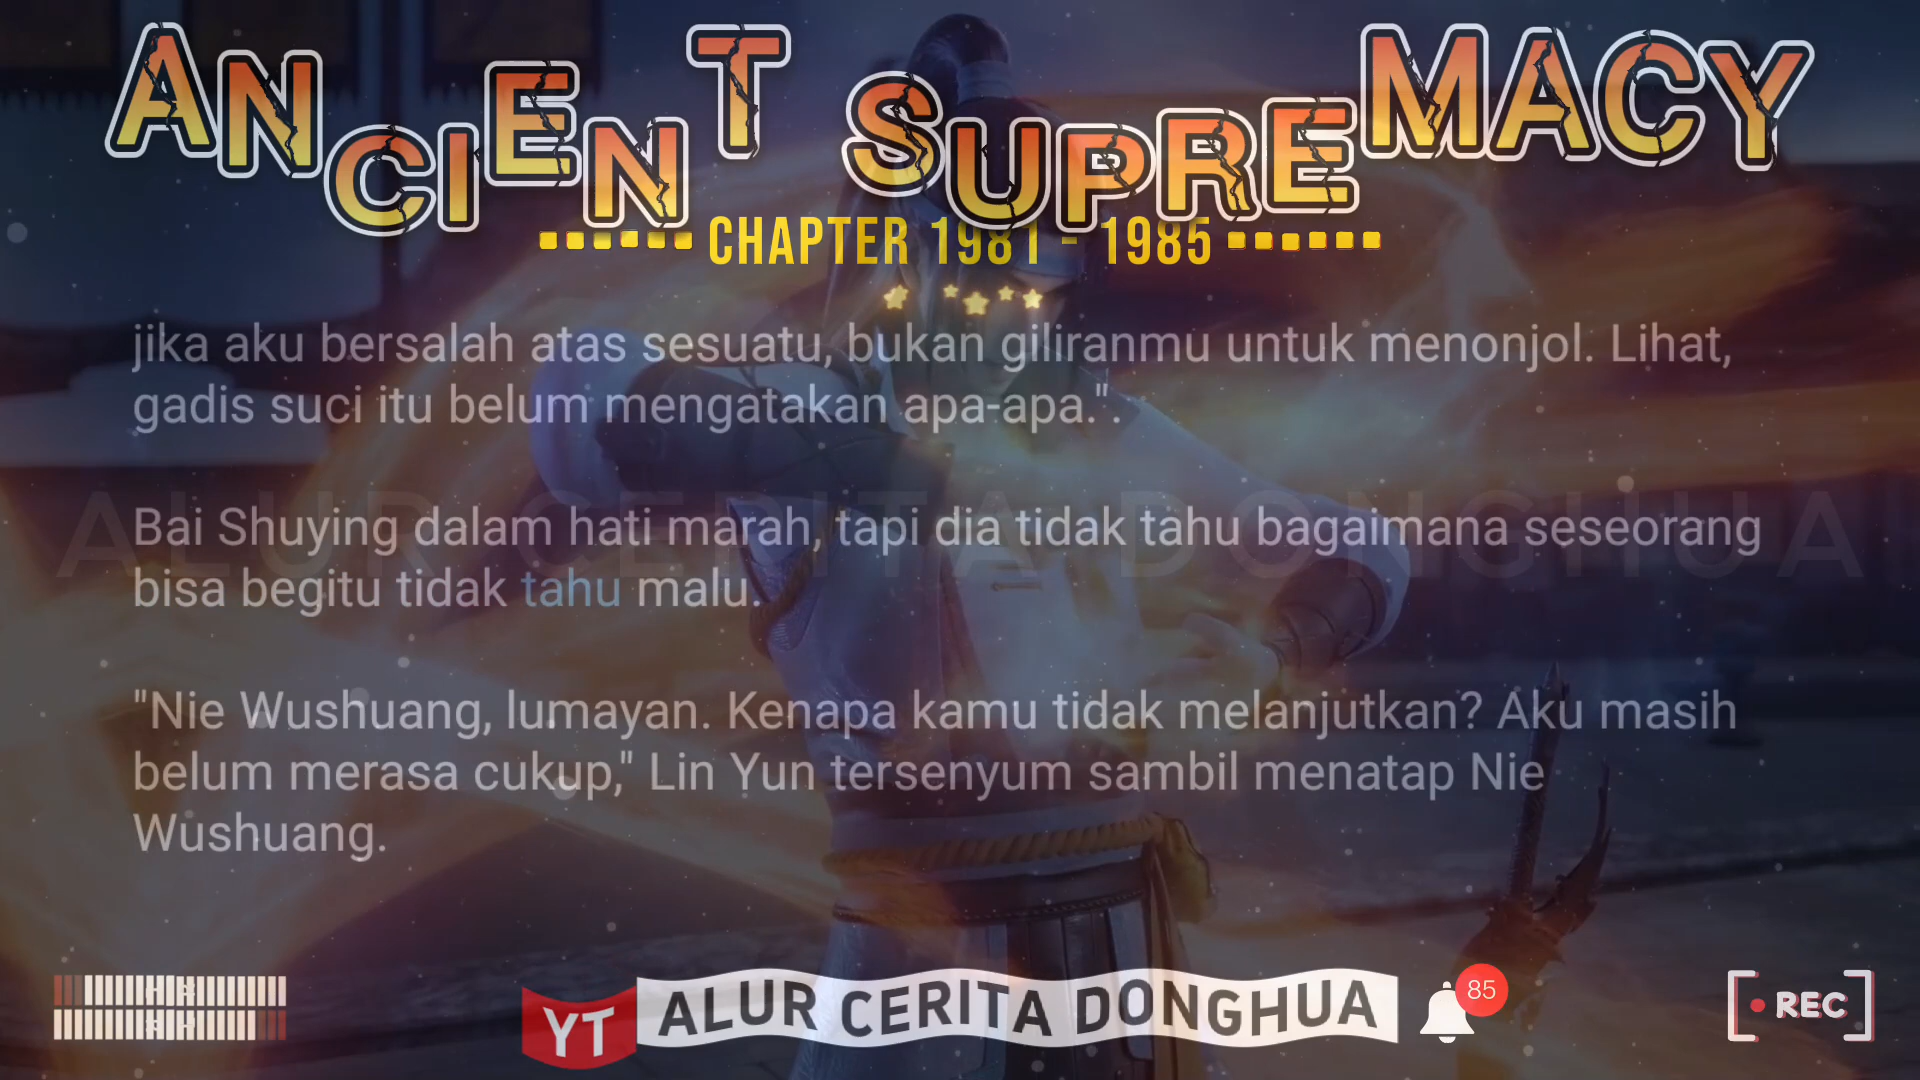 ANCIENT SUPREMACY
CHAPTER 1981 - 1985
jika aku bersalah atas sesuatu, bukan giliranmu untuk menonjol. Lihat,
gadis suci itu belum mengatakan apa-apa.".
ALUR CERITA DONGHUA
Bai Shuying dalam hati marah, tapi dia tidak tahu bagaimana seseorang
bisa begitu tidak tahu malu.
"Nie Wushuang, lumayan. Kenapa kamu tidak melanjutkan? Aku masih
belum merasa cukup," Lin Yun tersenyum sambil menatap Nie
Wushuang.
YT ALUR CERITA DONGHUA 85
REC